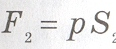 F₂ = pS₂